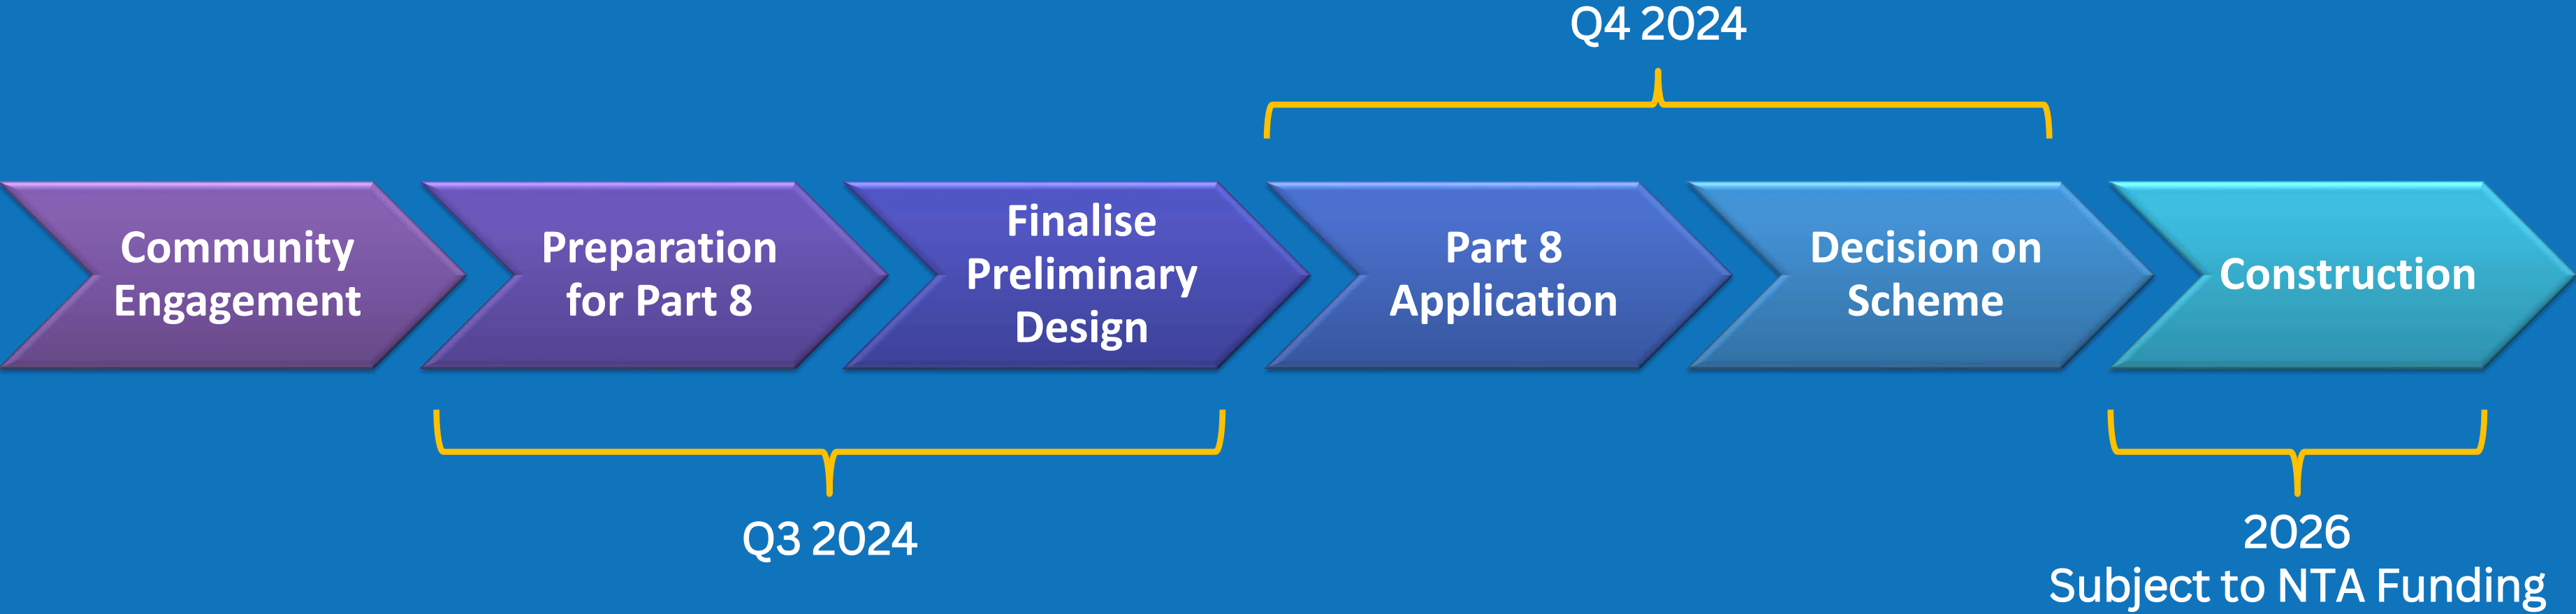 Q4 2024
Community
Engagement
Preparation
for Part 8
Finalise
Preliminary
Design
Part 8
Application
Decision on
Scheme
Construction
Q3 2024
2026
Subject to NTA Funding